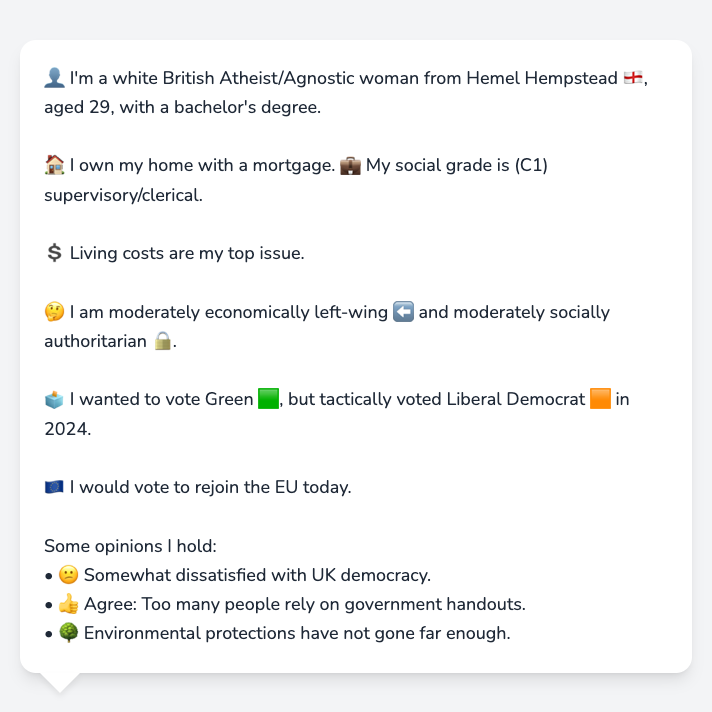 👤 I'm a white British Atheist/Agnostic woman from Hemel Hempstead 🏴󠁧󠁢󠁥󠁮󠁧󠁿,
aged 29, with a bachelor's degree.
🏠 I own my home with a mortgage. 💼 My social grade is (C1)
supervisory/clerical.
💲 Living costs are my top issue.
🤔 I am moderately economically left-wing ⬅️ and moderately socially
authoritarian 🔒.
🗳️ I wanted to vote Green 🟩, but tactically voted Liberal Democrat 🟧 in
2024.
🇪🇺 I would vote to rejoin the EU today.
Some opinions I hold:
• 😕 Somewhat dissatisfied with UK democracy.
• 👍 Agree: Too many people rely on government handouts.
• 🌳 Environmental protections have not gone far enough.